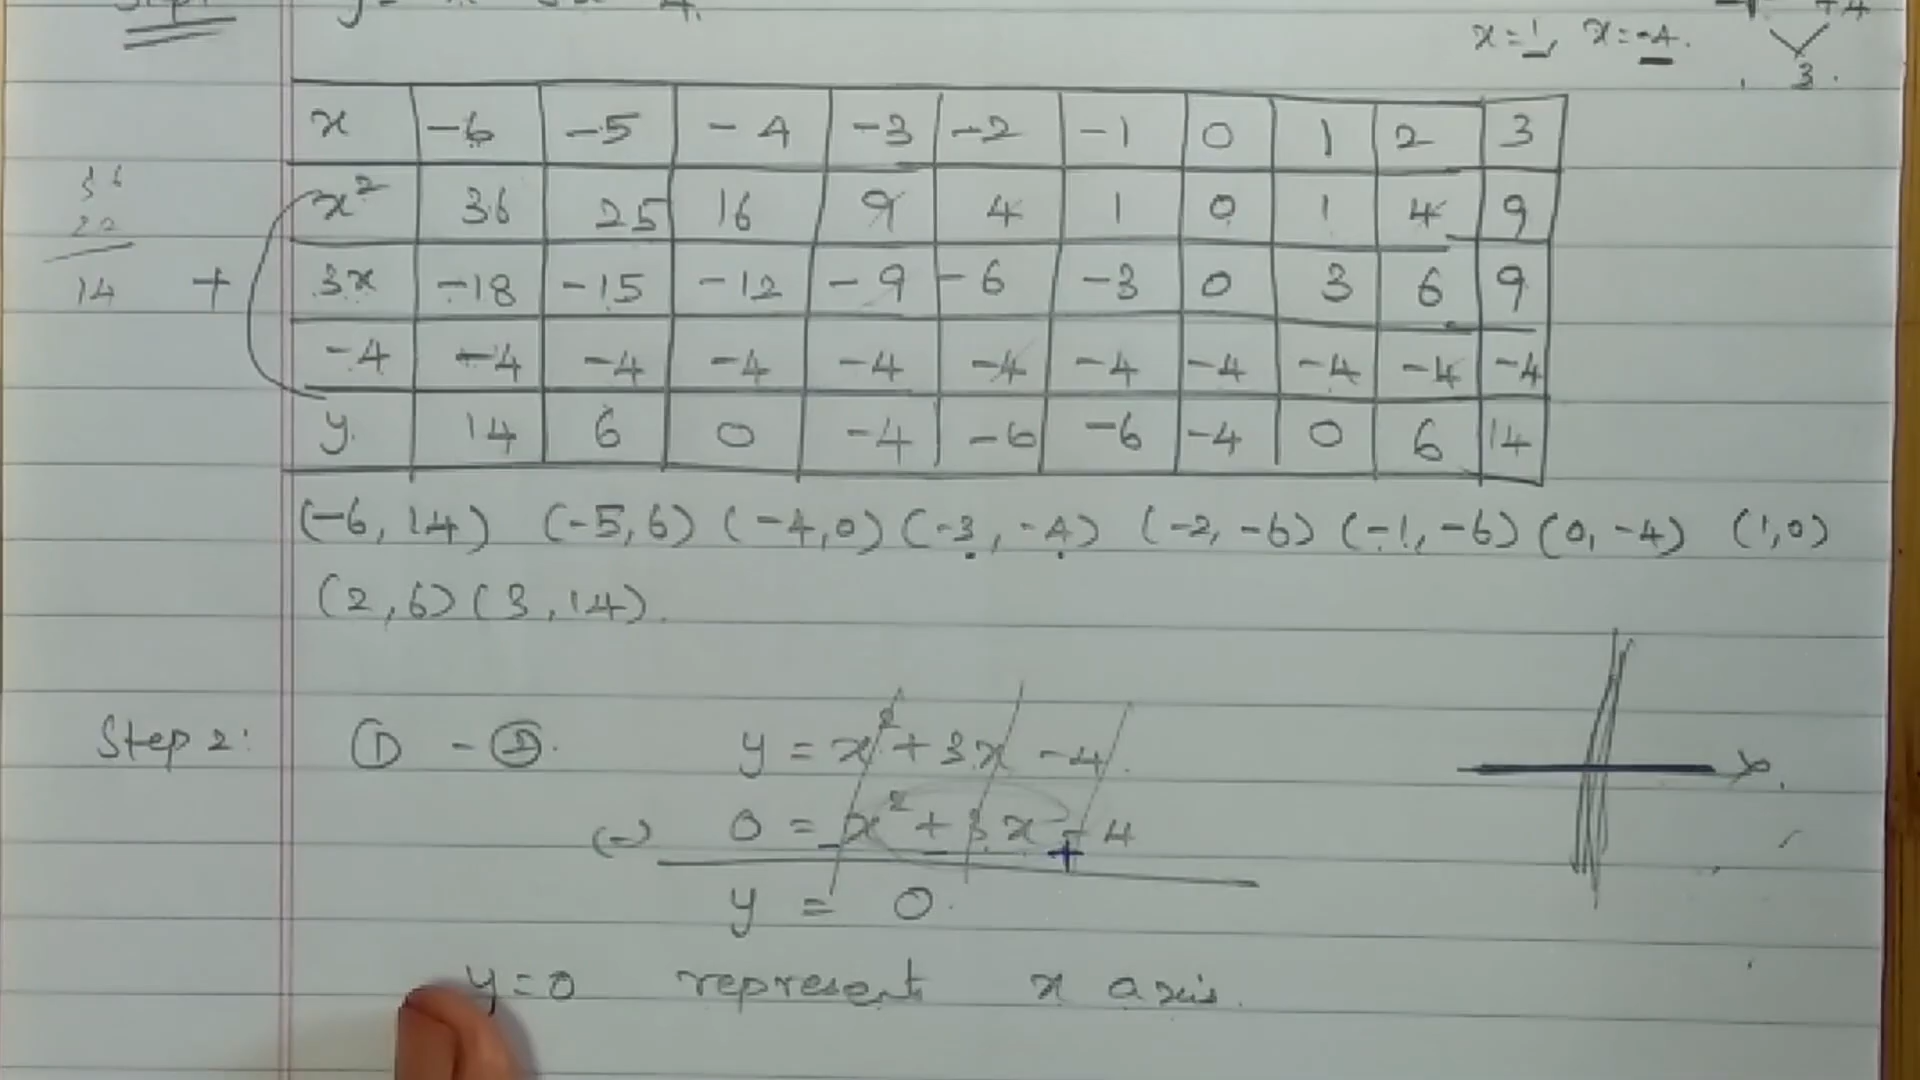 +4
x=1, x=-4.
3.
x -6 -5 -4 -3 -2 -1 0 1 2 3
x² 36 25 16 9 4 1 0 1 4 9
3x -18 -15 -12 -9 -6 -3 0 3 6 9
-4 -4 -4 -4 -4 -4 -4 -4 -4 -4 -4
y. 14 6 0 -4 -6 -6 -4 0 6 14
36
22
14 +
(-6, 14) (-5, 6) (-4, 0) (-3, -4) (-2, -6) (-1, -6) (0, -4) (1, 0)
(2, 6) (3, 14).
Step 2: ① - ②. y = x² + 3x - 4.
(-) 0 = x² + 3x - 4
- - +
y = 0.
y=0 represent x axis.